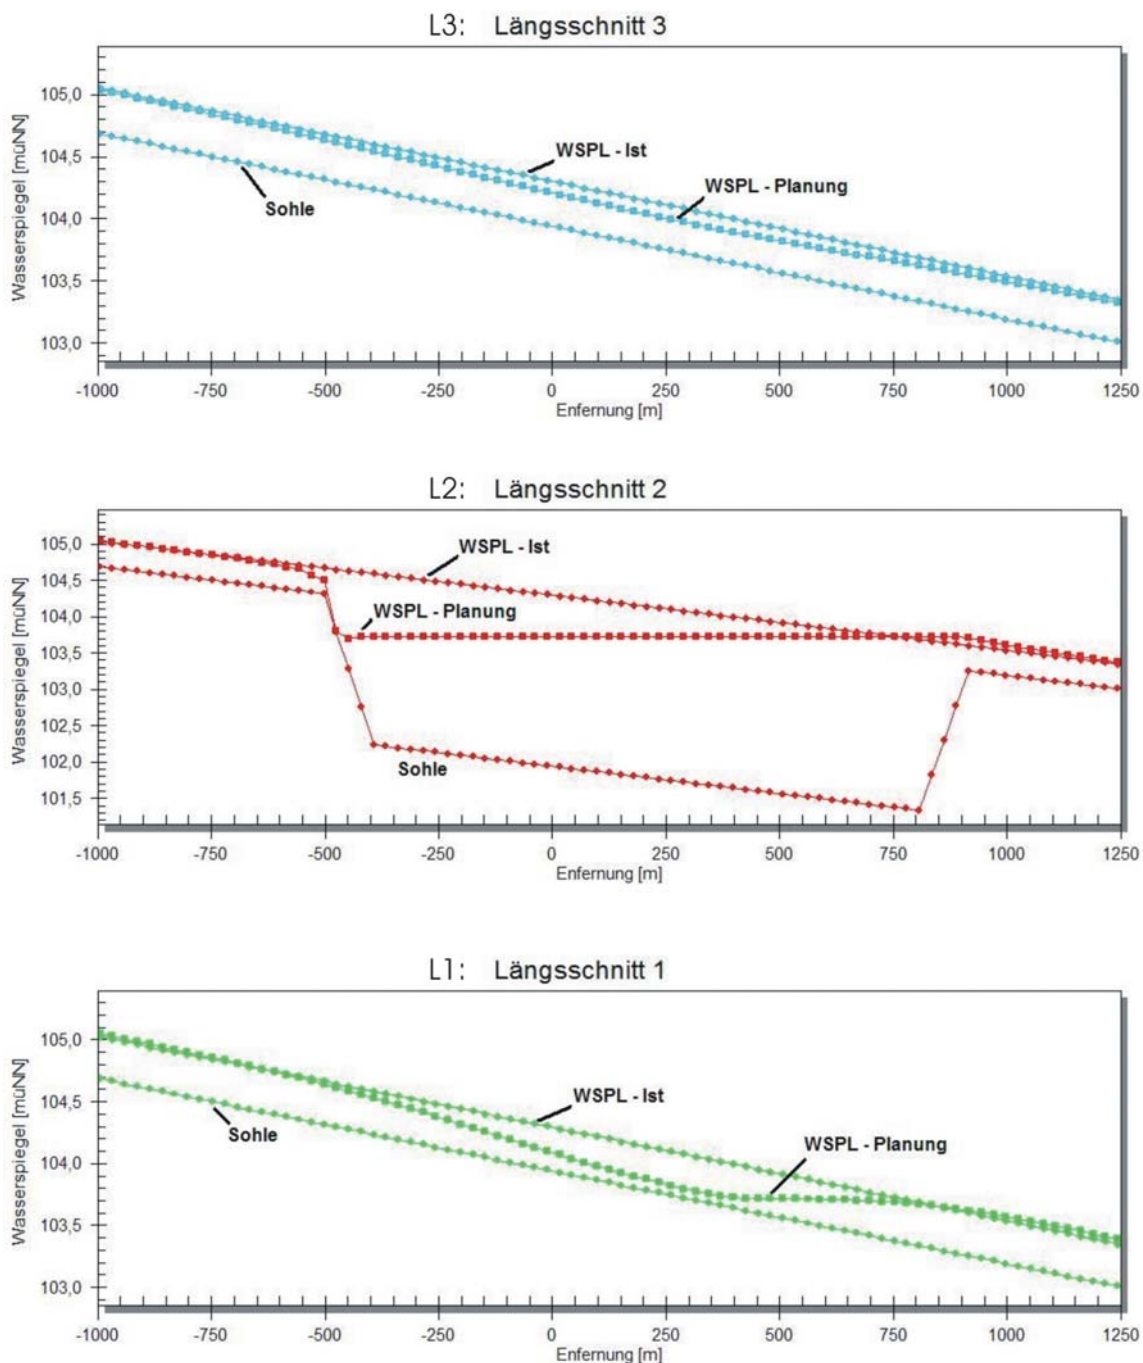 L3: Längsschnitt 3
Wasserspiegel [müNN]
105,0
104,5
104,0
103,5
103,0
WSPL - Ist
WSPL - Planung
Sohle
-1000 -750 -500 -250 0 250 500 750 1000 1250
Enfernung [m]
L2: Längsschnitt 2
Wasserspiegel [müNN]
105,0
104,5
104,0
103,5
103,0
102,5
102,0
101,5
WSPL - Ist
WSPL - Planung
Sohle
-1000 -750 -500 -250 0 250 500 750 1000 1250
Enfernung [m]
L1: Längsschnitt 1
Wasserspiegel [müNN]
105,0
104,5
104,0
103,5
103,0
WSPL - Ist
Sohle
WSPL - Planung
-1000 -750 -500 -250 0 250 500 750 1000 1250
Enfernung [m]